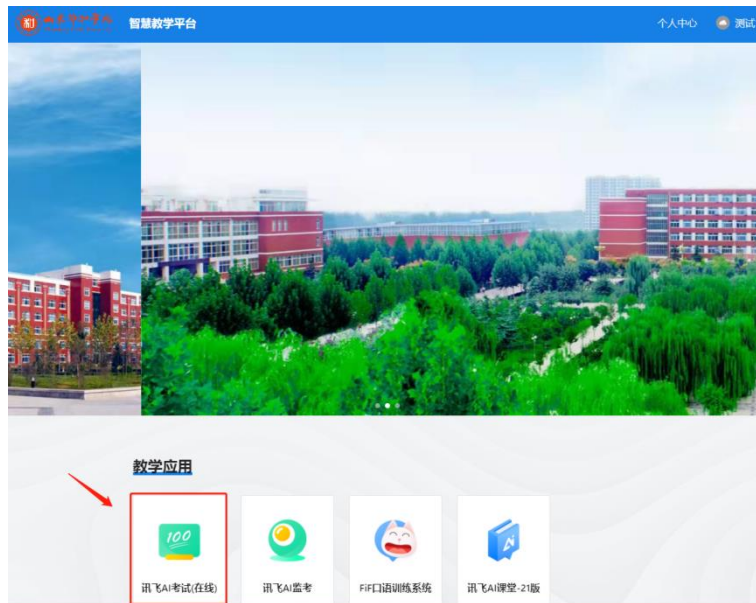 智慧教学平台
个人中心
测试
教学应用
100
讯飞AI考试(在线)
讯飞AI监考
FiF口语训练系统
讯飞AI课堂-21版